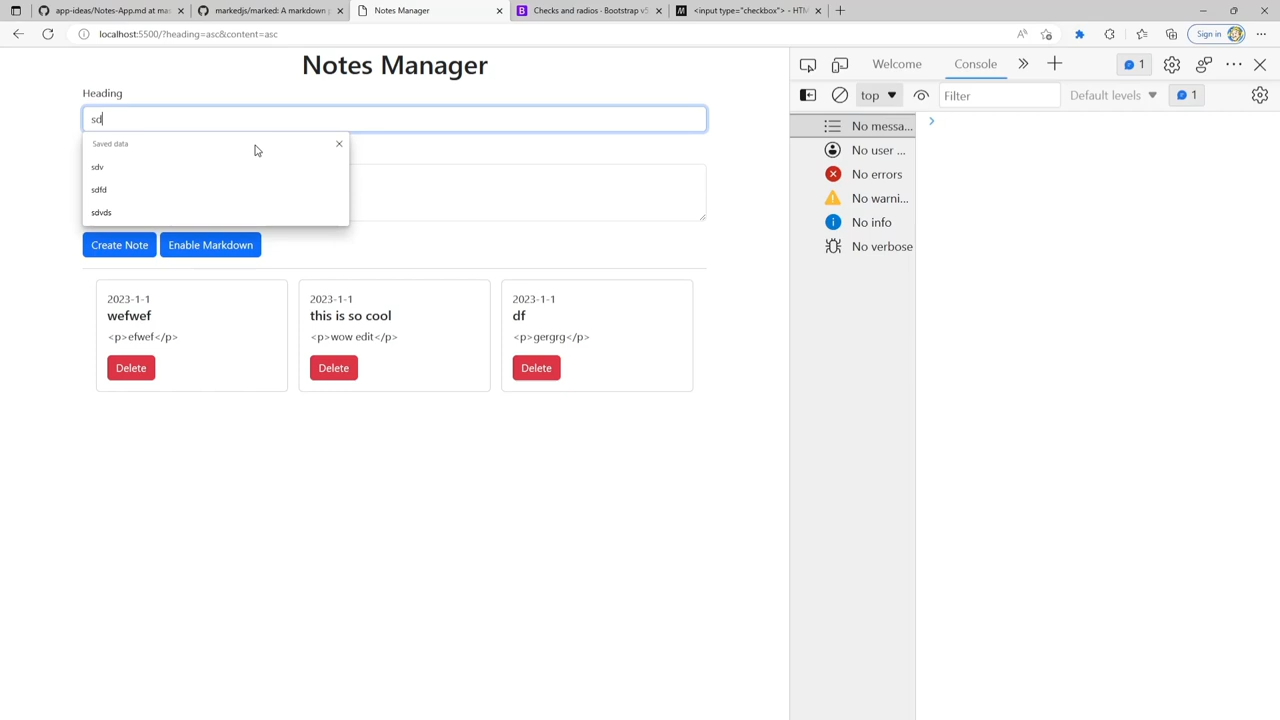 app-ideas/Notes-App.md at mas
markedjs/marked: A markdown p
Notes Manager
Checks and radios · Bootstrap v5.
<input type="checkbox"> - HTM
localhost:5500/?heading=asc&content=asc
Sign in
Notes Manager
Heading
sd
Saved data
sdv
sdfd
sdvds
Create Note
Enable Markdown
2023-1-1
wefwef
<p>efwef</p>
Delete
2023-1-1
this is so cool
<p>wow edit</p>
Delete
2023-1-1
df
<p>gergrg</p>
Delete
Welcome
Console
1
top
Filter
Default levels
1
No messa...
No user ...
No errors
No warni...
No info
No verbose